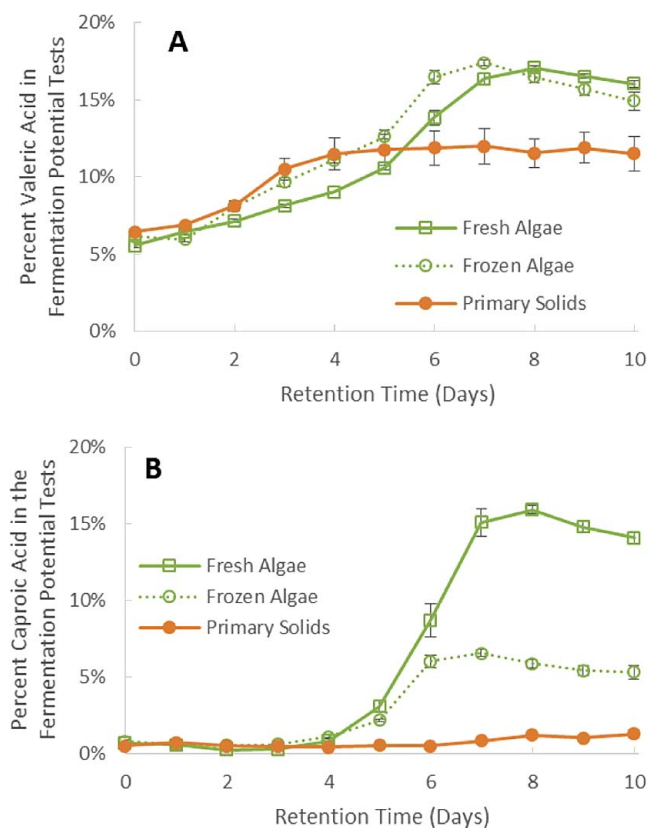 A
Percent Valeric Acid in
Fermentation Potential Tests
20%
15%
10%
5%
0%
Fresh Algae
Frozen Algae
Primary Solids
0 2 4 6 8 10
Retention Time (Days)
B
Percent Caproic Acid in the
Fermentation Potential Tests
20%
15%
10%
5%
0%
Fresh Algae
Frozen Algae
Primary Solids
0 2 4 6 8 10
Retention Time (Days)